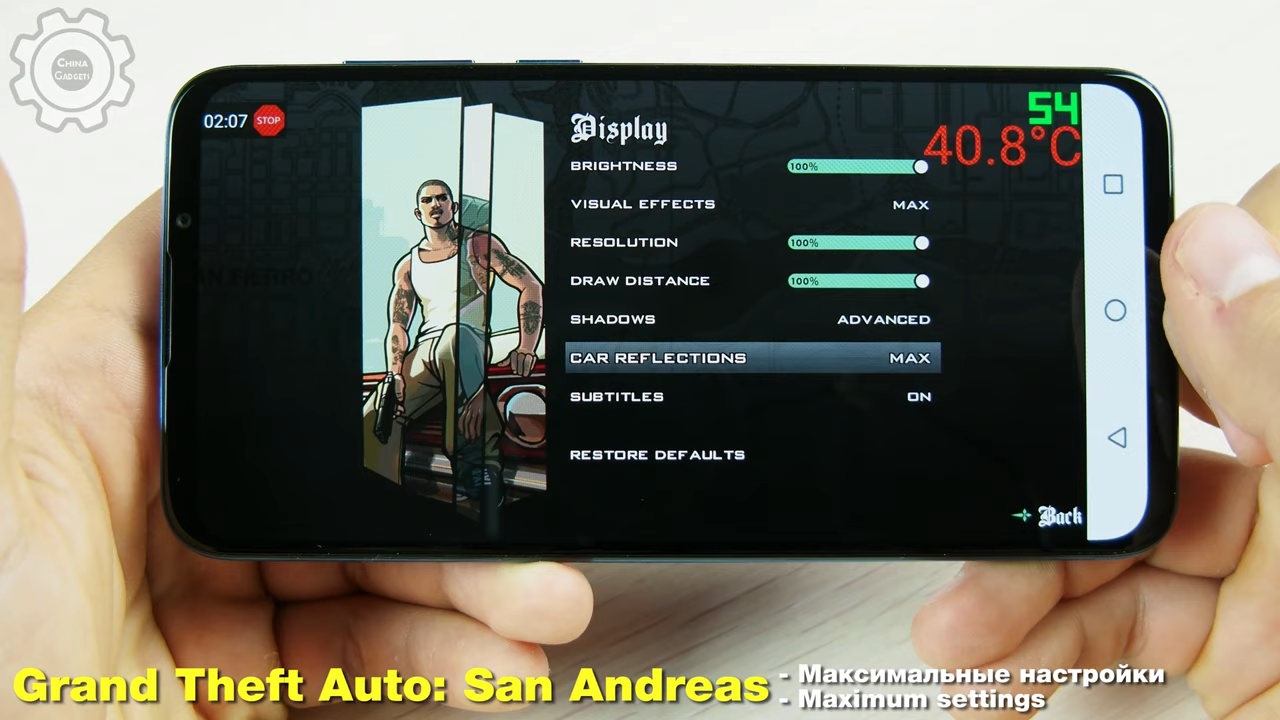 CHINA
GADGETS
02:07 STOP
54
40.8°C
Display
BRIGHTNESS 100%
VISUAL EFFECTS MAX
RESOLUTION 100%
DRAW DISTANCE 100%
SHADOWS ADVANCED
CAR REFLECTIONS MAX
SUBTITLES ON
RESTORE DEFAULTS
Back
Grand Theft Auto: San Andreas
- Максимальные настройки
- Maximum settings